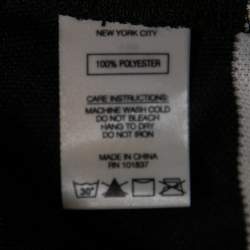 NEW YORK CITY
100% POLYESTER
CARE INSTRUCTIONS:
MACHINE WASH COLD
DO NOT BLEACH
HANG TO DRY
DO NOT IRON
MADE IN CHINA
RN 101837
30°